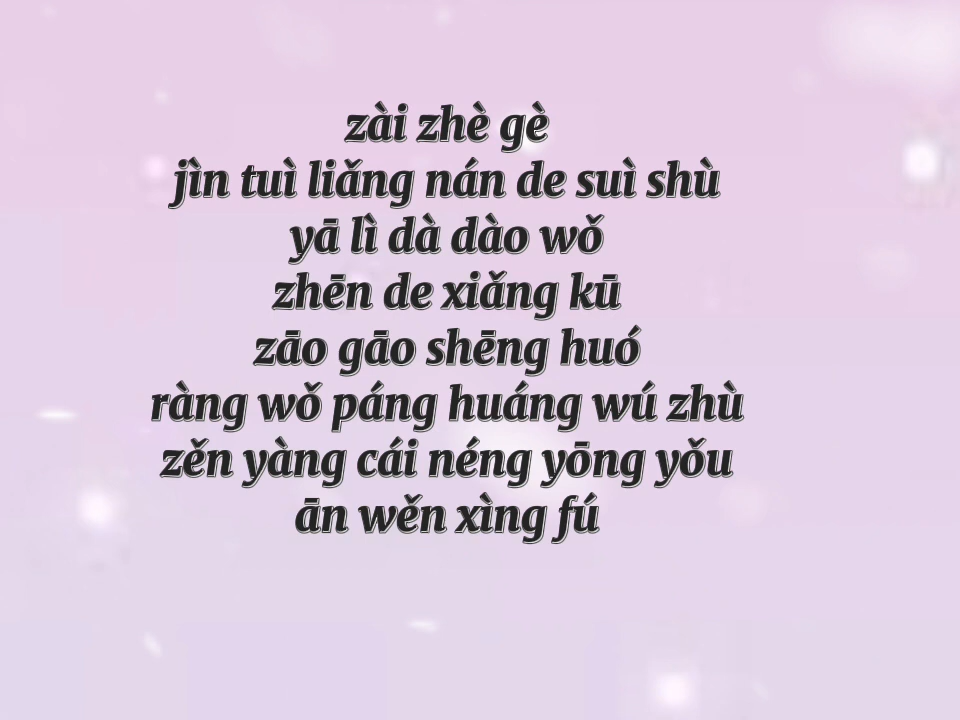 zài zhè gè
jìn tuì liǎng nán de suì shù
yā lì dà dào wǒ
zhēn de xiǎng kū
zāo gāo shēng huó
ràng wǒ páng huáng wú zhù
zěn yàng cái néng yōng yǒu
ān wěn xìng fú